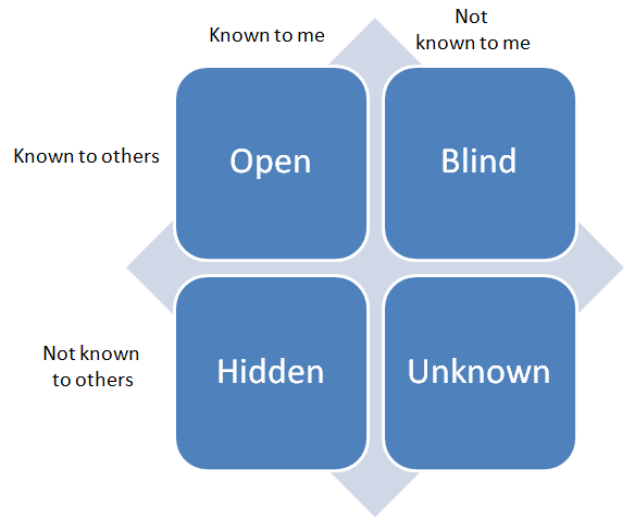 Known to me
Not
known to me
Known to others
Open
Blind
Not known
to others
Hidden
Unknown